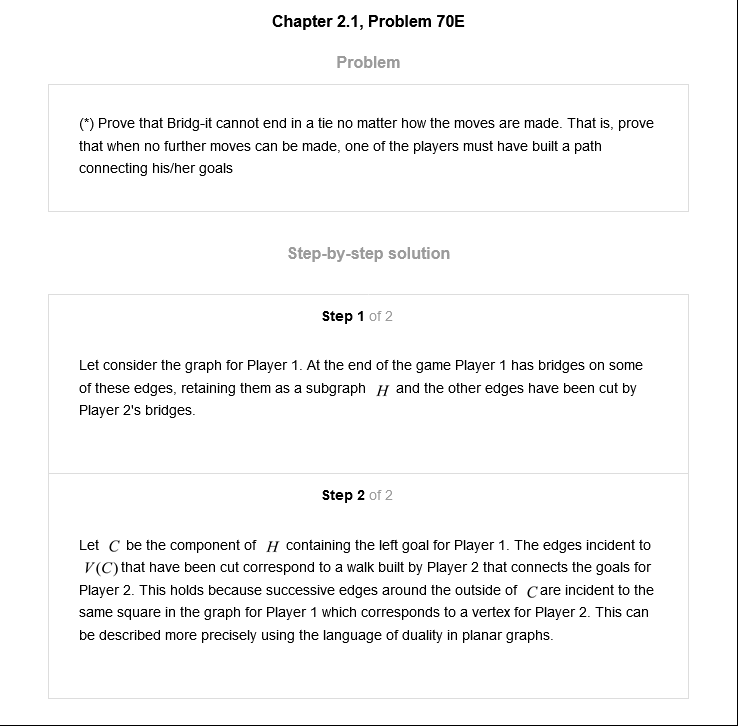 Chapter 2.1, Problem 70E
Problem
(*) Prove that Bridg-it cannot end in a tie no matter how the moves are made. That is, prove
that when no further moves can be made, one of the players must have built a path
connecting his/her goals
Step-by-step solution
Step 1 of 2
Let consider the graph for Player 1. At the end of the game Player 1 has bridges on some
of these edges, retaining them as a subgraph H and the other edges have been cut by
Player 2's bridges.
Step 2 of 2
Let C be the component of H containing the left goal for Player 1. The edges incident to
V(C) that have been cut correspond to a walk built by Player 2 that connects the goals for
Player 2. This holds because successive edges around the outside of C are incident to the
same square in the graph for Player 1 which corresponds to a vertex for Player 2. This can
be described more precisely using the language of duality in planar graphs.